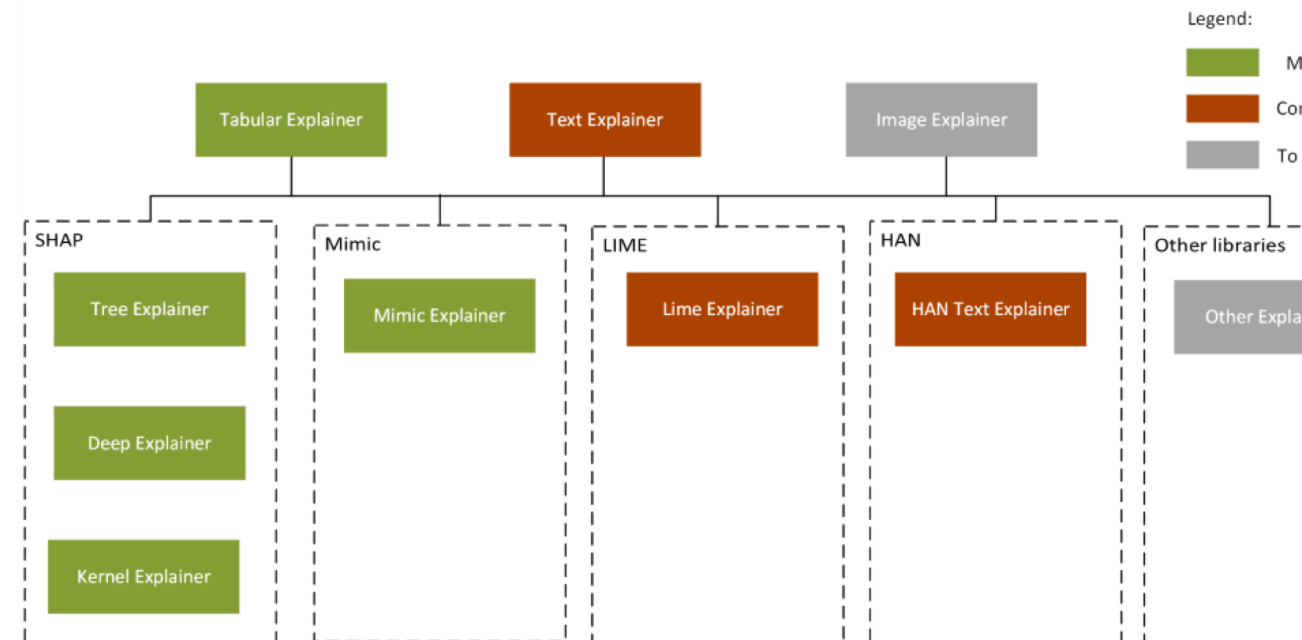 Legend:
Tabular Explainer
Text Explainer
Image Explainer
To
SHAP
Mimic
LIME
HAN
Other libraries
Tree Explainer
Mimic Explainer
Lime Explainer
HAN Text Explainer
Other
Deep Explainer
Kernel Explainer